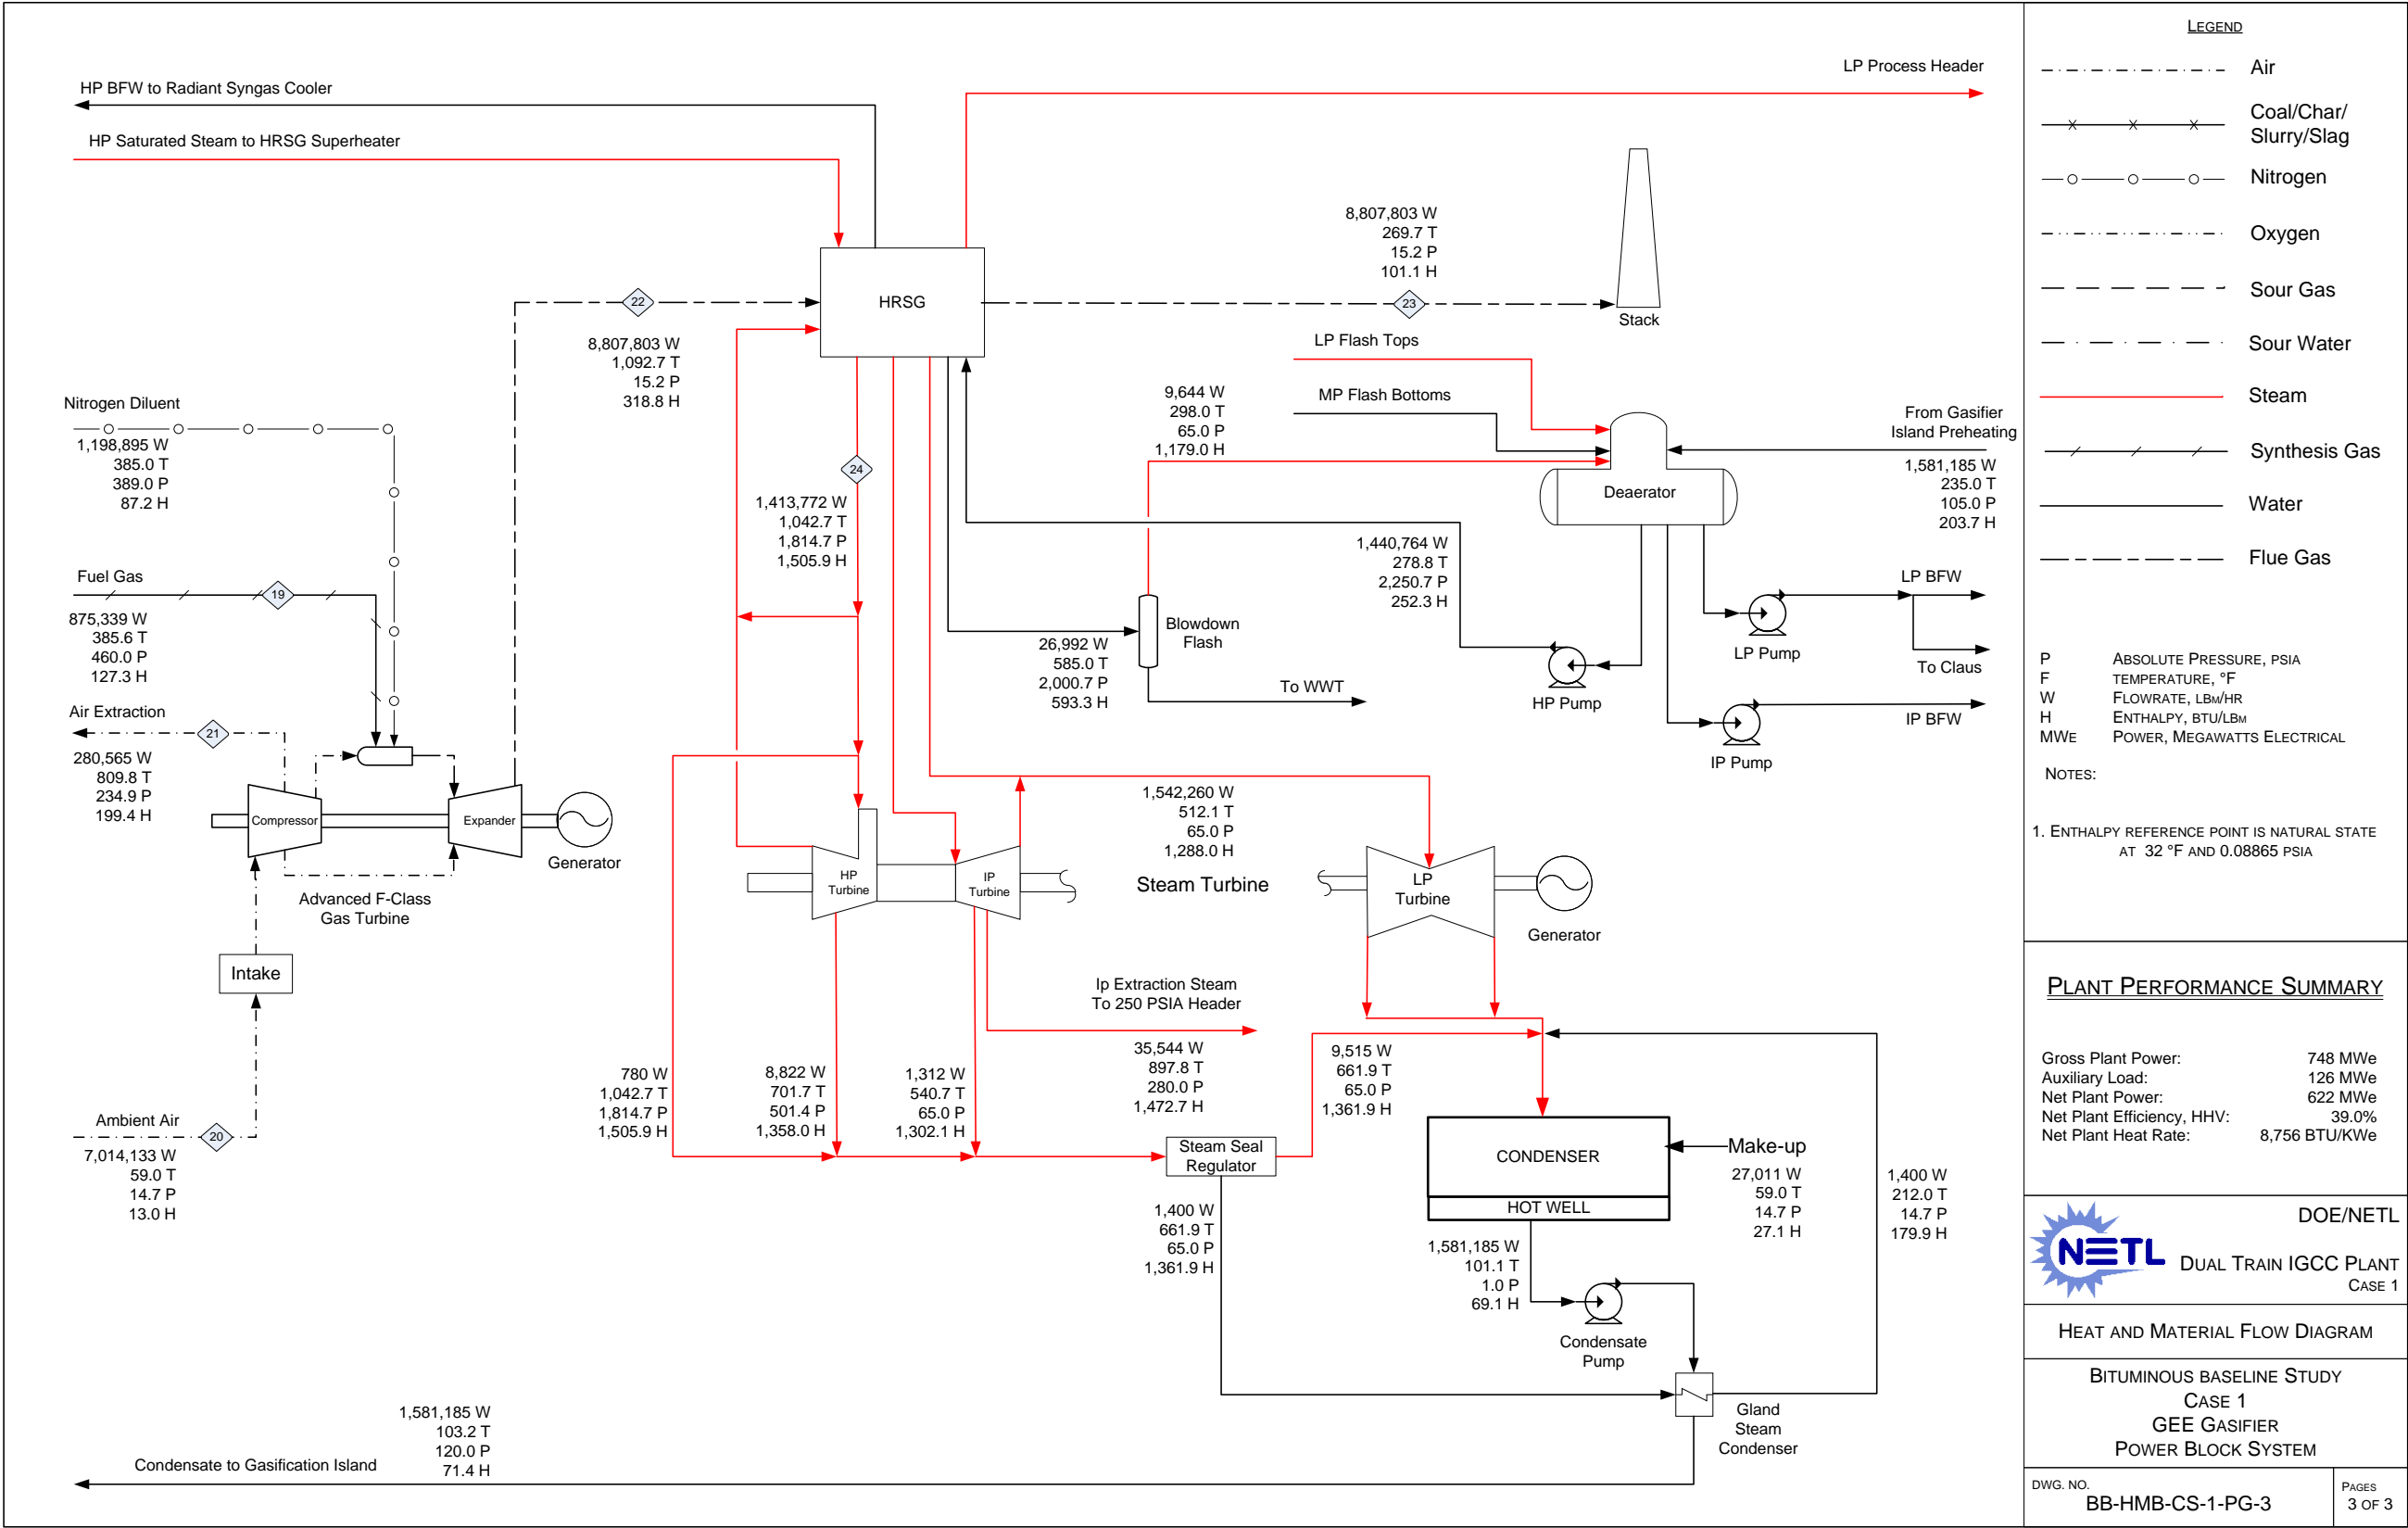 HP BFW to Radiant Syngas Cooler
HP Saturated Steam to HRSG Superheater
LP Process Header
HRSG
22
8,807,803 W
1,092.7 T
15.2 P
318.8 H
8,807,803 W
269.7 T
15.2 P
101.1 H
23
Stack
Nitrogen Diluent
1,198,895 W
385.0 T
389.0 P
87.2 H
Fuel Gas
19
875,339 W
385.6 T
460.0 P
127.3 H
Air Extraction
21
280,565 W
809.8 T
234.9 P
199.4 H
Compressor
Expander
Generator
Advanced F-Class
Gas Turbine
Intake
Ambient Air
20
7,014,133 W
59.0 T
14.7 P
13.0 H
24
1,413,772 W
1,042.7 T
1,814.7 P
1,505.9 H
LP Flash Tops
MP Flash Bottoms
9,644 W
298.0 T
65.0 P
1,179.0 H
From Gasifier
Island Preheating
1,581,185 W
235.0 T
105.0 P
203.7 H
Deaerator
1,440,764 W
278.8 T
2,250.7 P
252.3 H
Blowdown
Flash
26,992 W
585.0 T
2,000.7 P
593.3 H
To WWT
HP Pump
LP Pump
LP BFW
To Claus
IP Pump
IP BFW
1,542,260 W
512.1 T
65.0 P
1,288.0 H
Steam Turbine
HP
Turbine
IP
Turbine
LP
Turbine
Generator
Ip Extraction Steam
To 250 PSIA Header
35,544 W
897.8 T
280.0 P
1,472.7 H
780 W
1,042.7 T
1,814.7 P
1,505.9 H
8,822 W
701.7 T
501.4 P
1,358.0 H
1,312 W
540.7 T
65.0 P
1,302.1 H
9,515 W
661.9 T
65.0 P
1,361.9 H
Steam Seal
Regulator
1,400 W
661.9 T
65.0 P
1,361.9 H
CONDENSER
HOT WELL
Make-up
27,011 W
59.0 T
14.7 P
27.1 H
1,400 W
212.0 T
14.7 P
179.9 H
1,581,185 W
101.1 T
1.0 P
69.1 H
Condensate
Pump
Gland
Steam
Condenser
1,581,185 W
103.2 T
120.0 P
71.4 H
Condensate to Gasification Island
LEGEND
Air
Coal/Char/
Slurry/Slag
Nitrogen
Oxygen
Sour Gas
Sour Water
Steam
Synthesis Gas
Water
Flue Gas
P ABSOLUTE PRESSURE, PSIA
F TEMPERATURE, °F
W FLOWRATE, LBM/HR
H ENTHALPY, BTU/LBM
MWE POWER, MEGAWATTS ELECTRICAL
NOTES:
1. ENTHALPY REFERENCE POINT IS NATURAL STATE
AT 32 °F AND 0.08865 PSIA
PLANT PERFORMANCE SUMMARY
Gross Plant Power: 748 MWe
Auxiliary Load: 126 MWe
Net Plant Power: 622 MWe
Net Plant Efficiency, HHV: 39.0%
Net Plant Heat Rate: 8,756 BTU/KWe
NETL
DOE/NETL
DUAL TRAIN IGCC PLANT
CASE 1
HEAT AND MATERIAL FLOW DIAGRAM
BITUMINOUS BASELINE STUDY
CASE 1
GEE GASIFIER
POWER BLOCK SYSTEM
DWG. NO.
BB-HMB-CS-1-PG-3
PAGES
3 OF 3